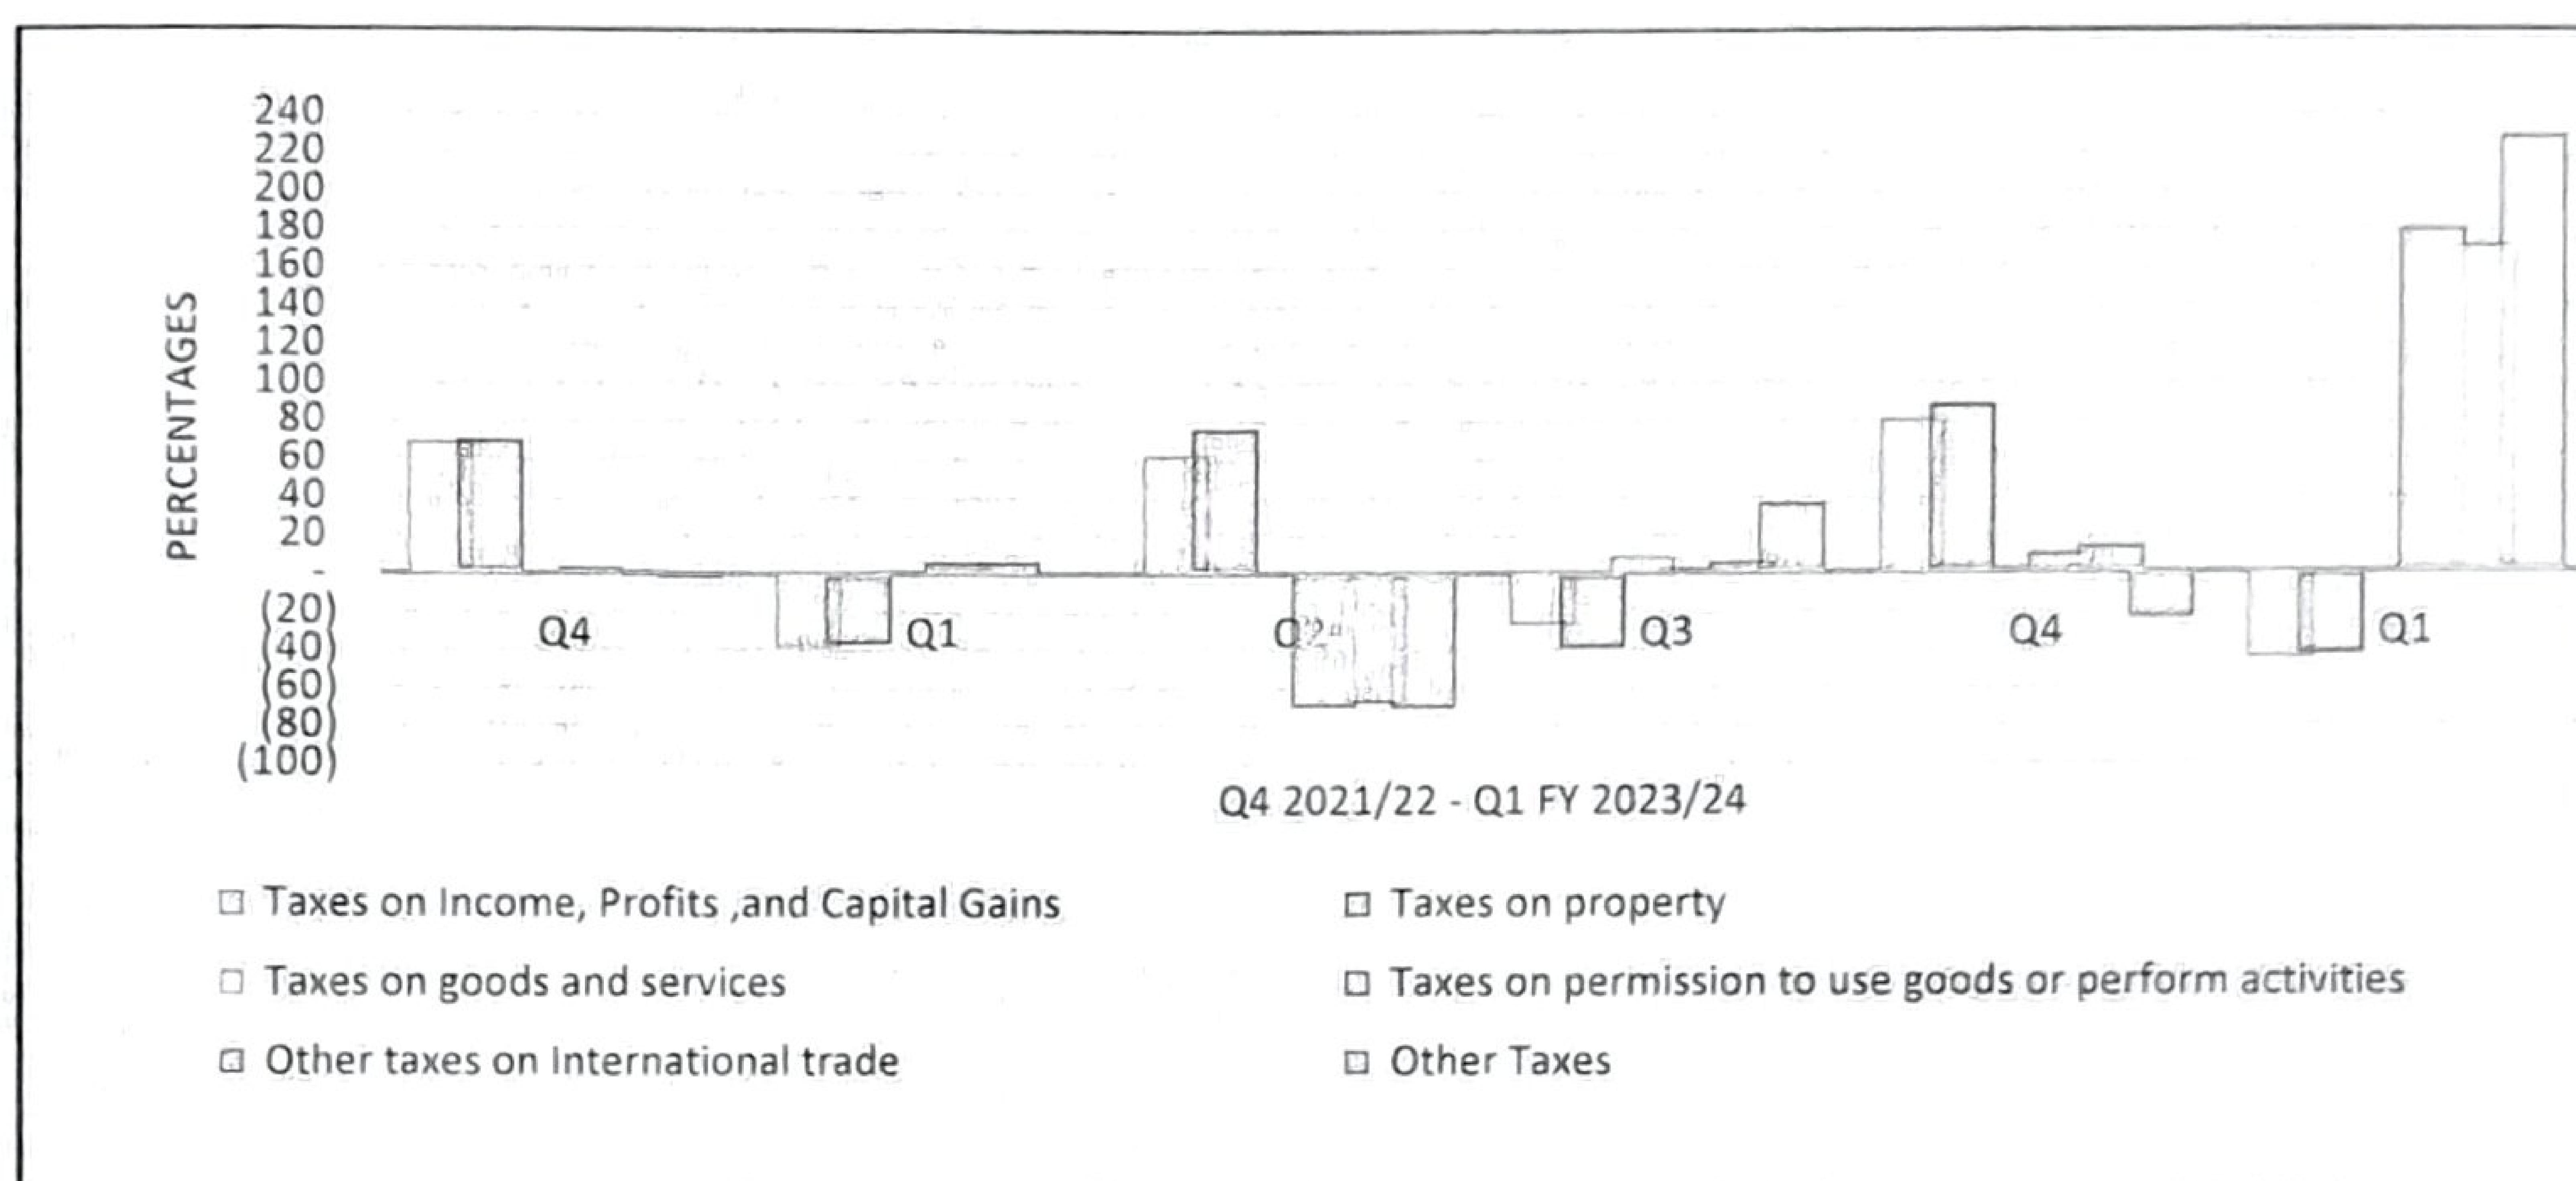 240
220
200
180
160
140
120
100
80
60
40
20
-
(20)
(40)
(60)
(80)
(100)
PERCENTAGES
Q4 Q1 Q2 Q3 Q4 Q1
Q4 2021/22 - Q1 FY 2023/24
Taxes on Income, Profits ,and Capital Gains
Taxes on property
Taxes on goods and services
Taxes on permission to use goods or perform activities
Other taxes on International trade
Other Taxes